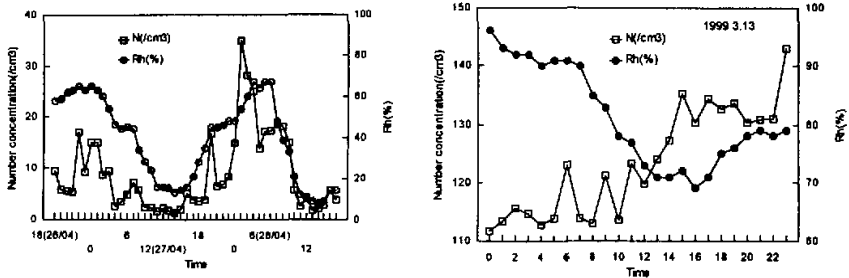 40
30
20
10
0
Number concentration(/cm3)
N(/cm3)
Rh(%)
100
80
60
40
20
0
Rh(%)
18(26/04)
0
6
12(27/04)
18
0
6(28/04)
12
Time
150
140
130
120
110
Number concentration(/cm3)
N(/cm3)
Rh(%)
1999 3.13
100
90
80
70
60
Rh(%)
0 2 4 6 8 10 12 14 16 18 20 22
Time